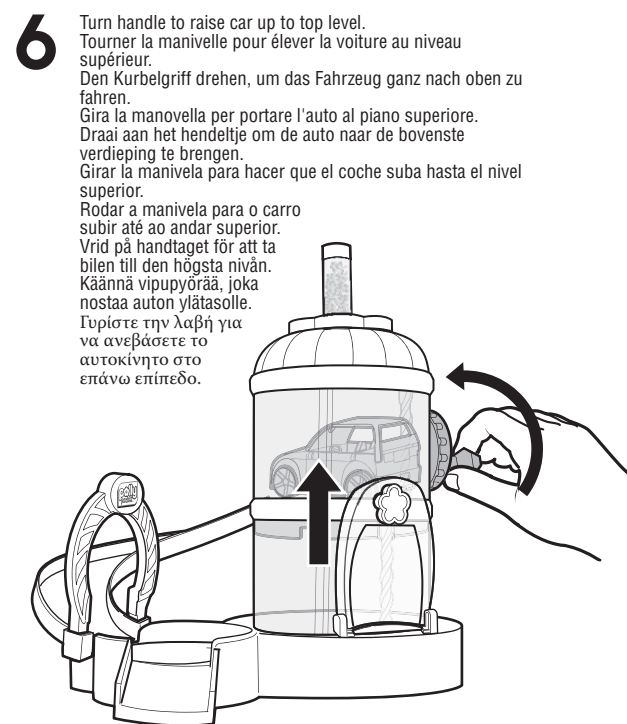 6
Turn handle to raise car up to top level.
Tourner la manivelle pour élever la voiture au niveau
supérieur.
Den Kurbelgriff drehen, um das Fahrzeug ganz nach oben zu
fahren.
Gira la manovella per portare l'auto al piano superiore.
Draai aan het hendeltje om de auto naar de bovenste
verdieping te brengen.
Girar la manivela para hacer que el coche suba hasta el nivel
superior.
Rodar a manivela para o carro
subir até ao andar superior.
Vrid på handtaget för att ta
bilen till den högsta nivån.
Käännä vipupyörää, joka
nostaa auton ylätasolle.
Γυρίστε την λαβή για
να ανεβάσετε το
αυτοκίνητο στο
επάνω επίπεδο.
polly